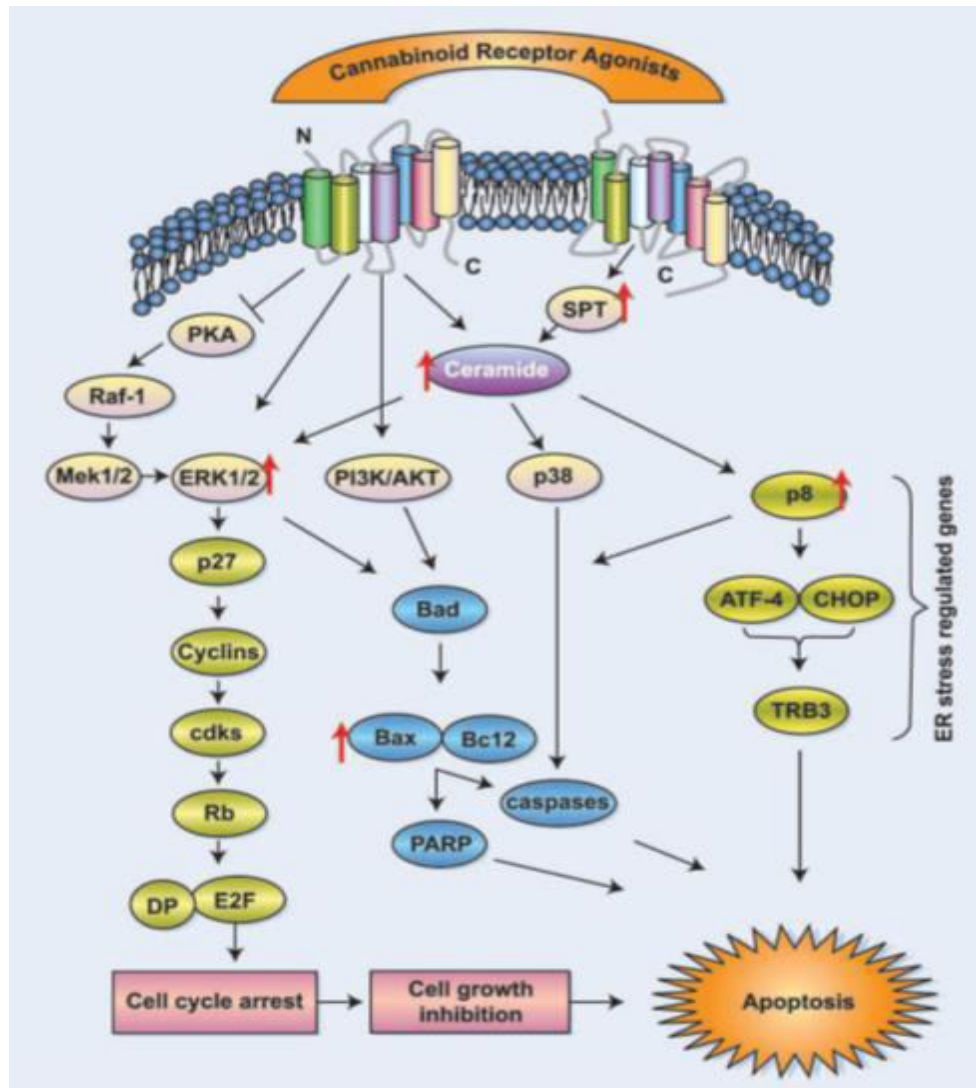 Cannabinoid Receptor Agonists
N
C
C
SPT
PKA
Ceramide
Raf-1
Mek1/2
ERK1/2
PI3K/AKT
p38
p8
p27
ATF-4
CHOP
Bad
Cyclins
TRB3
ER stress regulated genes
cdks
Bax
Bc12
caspases
Rb
PARP
DP
E2F
Cell cycle arrest
Cell growth
inhibition
Apoptosis